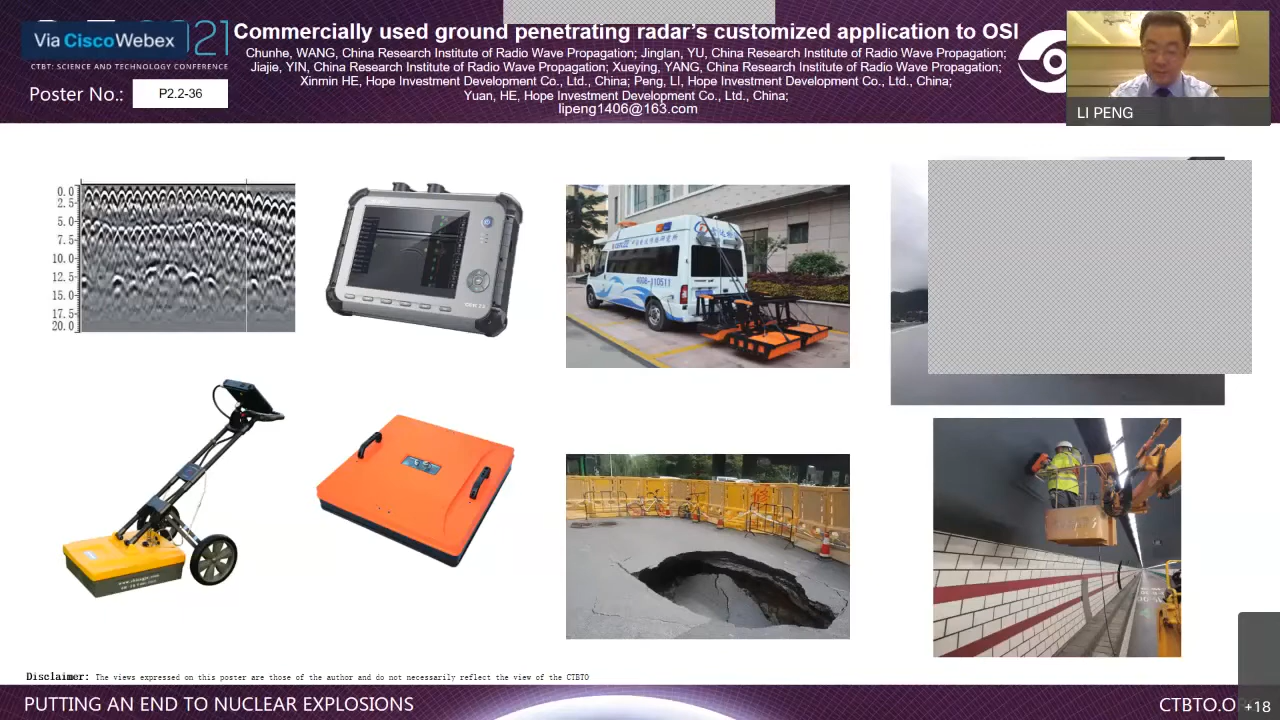 Via Cisco Webex
21
CTBT: SCIENCE AND TECHNOLOGY CONFERENCE
Poster No.:
P2.2-36
Commercially used ground penetrating radar's customized application to OSI
Chunhe, WANG, China Research Institute of Radio Wave Propagation; Jinglan, YU, China Research Institute of Radio Wave Propagation;
Jiajie, YIN, China Research Institute of Radio Wave Propagation; Xueying, YANG, China Research Institute of Radio Wave Propagation;
Xinmin HE, Hope Investment Development Co., Ltd., China; Peng, LI, Hope Investment Development Co., Ltd., China;
Yuan, HE, Hope Investment Development Co., Ltd., China;
lipeng1406@163.com
LI PENG
0.0
2.5
5.0
7.5
10.0
12.5
15.0
17.5
20.0
Disclaimer: The views expressed on this poster are those of the author and do not necessarily reflect the view of the CTBTO
PUTTING AN END TO NUCLEAR EXPLOSIONS
CTBTO.O
+18